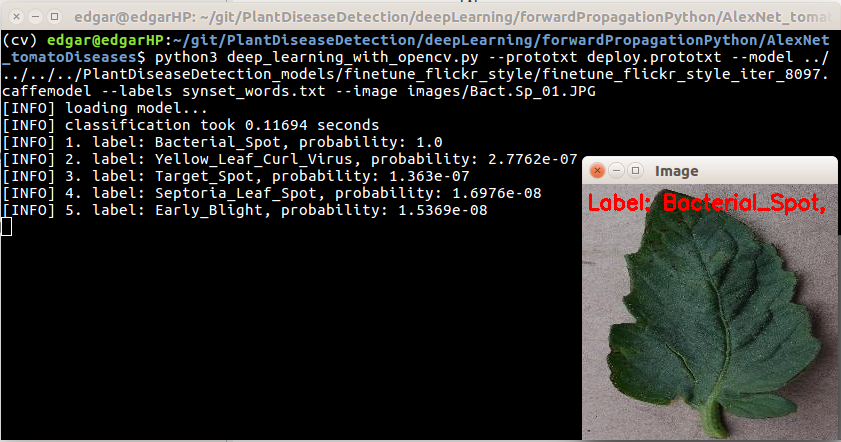 edgar@edgarHP: ~/git/PlantDiseaseDetection/deepLearning/forwardPropagationPython/AlexNet_tomat
(cv) edgar@edgarHP:~/git/PlantDiseaseDetection/deepLearning/forwardPropagationPython/AlexNet
_tomatoDiseases$ python3 deep_learning_with_opencv.py --prototxt deploy.prototxt --model ../
../../../PlantDiseaseDetection_models/finetune_flickr_style/finetune_flickr_style_iter_8097.
caffemodel --labels synset_words.txt --image images/Bact.Sp_01.JPG
[INFO] loading model...
[INFO] classification took 0.11694 seconds
[INFO] 1. label: Bacterial_Spot, probability: 1.0
[INFO] 2. label: Yellow_Leaf_Curl_Virus, probability: 2.7762e-07
[INFO] 3. label: Target_Spot, probability: 1.363e-07
[INFO] 4. label: Septoria_Leaf_Spot, probability: 1.6976e-08
[INFO] 5. label: Early_Blight, probability: 1.5369e-08
Image
Label: Bacterial_Spot,